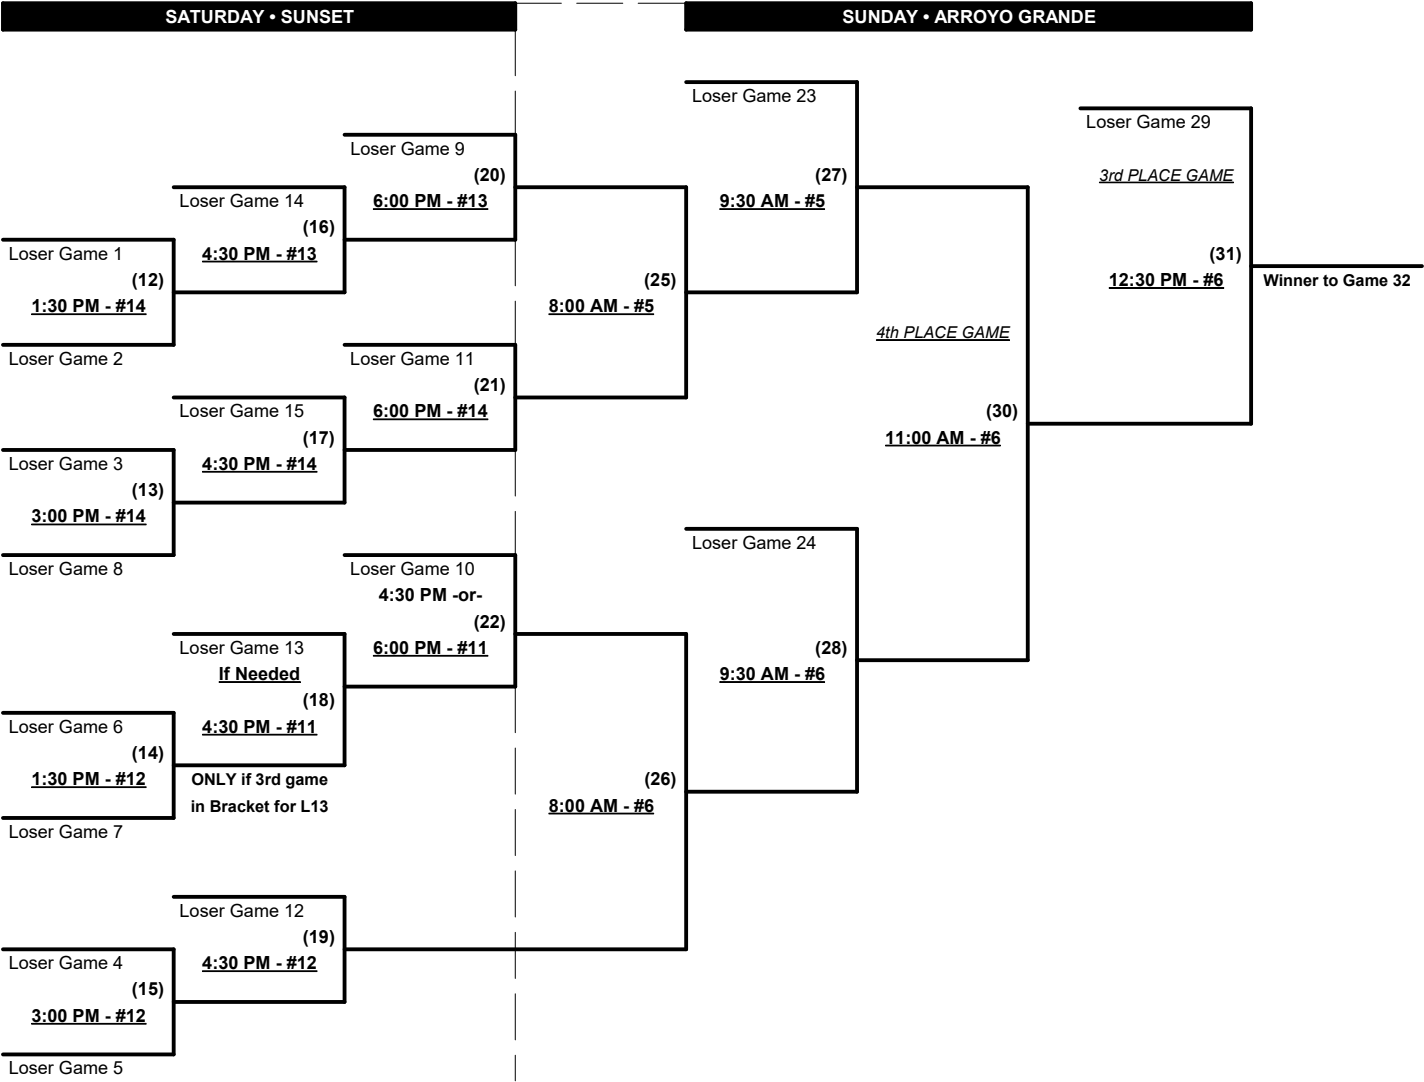 SATURDAY • SUNSET
SUNDAY • ARROYO GRANDE
Loser Game 23
Loser Game 29
Loser Game 9
(20)
6:00 PM - #13
(27)
9:30 AM - #5
3rd PLACE GAME
Loser Game 14
(16)
4:30 PM - #13
Loser Game 1
(12)
1:30 PM - #14
Loser Game 2
(25)
8:00 AM - #5
(31)
12:30 PM - #6
Winner to Game 32
4th PLACE GAME
Loser Game 11
(21)
6:00 PM - #14
Loser Game 15
(17)
4:30 PM - #14
(30)
11:00 AM - #6
Loser Game 3
(13)
3:00 PM - #14
Loser Game 8
Loser Game 24
Loser Game 10
4:30 PM -or-
(22)
6:00 PM - #11
Loser Game 13
If Needed
(18)
4:30 PM - #11
(28)
9:30 AM - #6
Loser Game 6
(14)
1:30 PM - #12
Loser Game 7
ONLY if 3rd game
in Bracket for L13
(26)
8:00 AM - #6
Loser Game 12
(19)
4:30 PM - #12
Loser Game 4
(15)
3:00 PM - #12
Loser Game 5